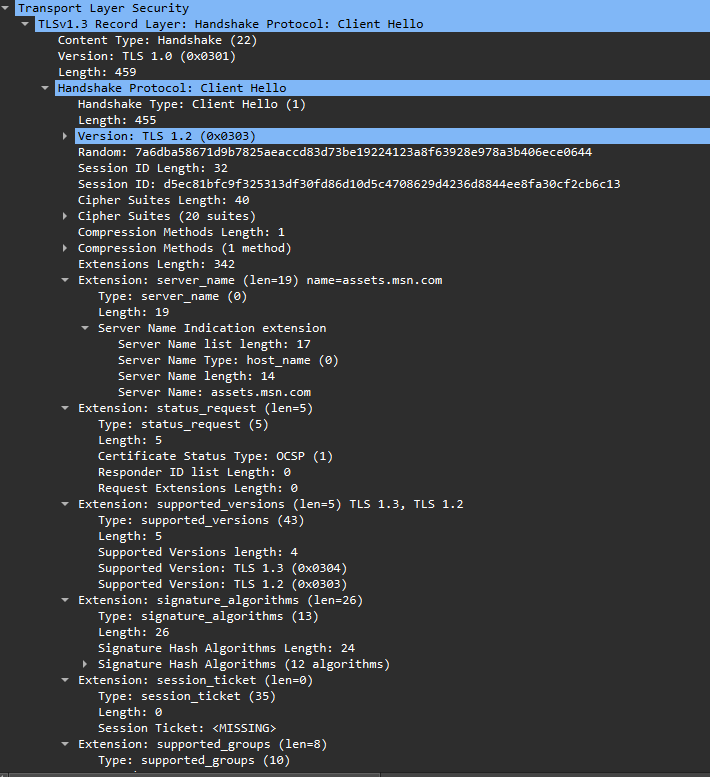 Transport Layer Security
TLSv1.3 Record Layer: Handshake Protocol: Client Hello
Content Type: Handshake (22)
Version: TLS 1.0 (0x0301)
Length: 459
Handshake Protocol: Client Hello
Handshake Type: Client Hello (1)
Length: 455
Version: TLS 1.2 (0x0303)
Random: 7a6dba58671d9b7825aeaccd83d73be19224123a8f63928e978a3b406ece0644
Session ID Length: 32
Session ID: d5ec81bfc9f325313df30fd86d10d5c4708629d4236d8844ee8fa30cf2cb6c13
Cipher Suites Length: 40
Cipher Suites (20 suites)
Compression Methods Length: 1
Compression Methods (1 method)
Extensions Length: 342
Extension: server_name (len=19) name=assets.msn.com
Type: server_name (0)
Length: 19
Server Name Indication extension
Server Name list length: 17
Server Name Type: host_name (0)
Server Name length: 14
Server Name: assets.msn.com
Extension: status_request (len=5)
Type: status_request (5)
Length: 5
Certificate Status Type: OCSP (1)
Responder ID list Length: 0
Request Extensions Length: 0
Extension: supported_versions (len=5) TLS 1.3, TLS 1.2
Type: supported_versions (43)
Length: 5
Supported Versions length: 4
Supported Version: TLS 1.3 (0x0304)
Supported Version: TLS 1.2 (0x0303)
Extension: signature_algorithms (len=26)
Type: signature_algorithms (13)
Length: 26
Signature Hash Algorithms Length: 24
Signature Hash Algorithms (12 algorithms)
Extension: session_ticket (len=0)
Type: session_ticket (35)
Length: 0
Session Ticket: <MISSING>
Extension: supported_groups (len=8)
Type: supported_groups (10)